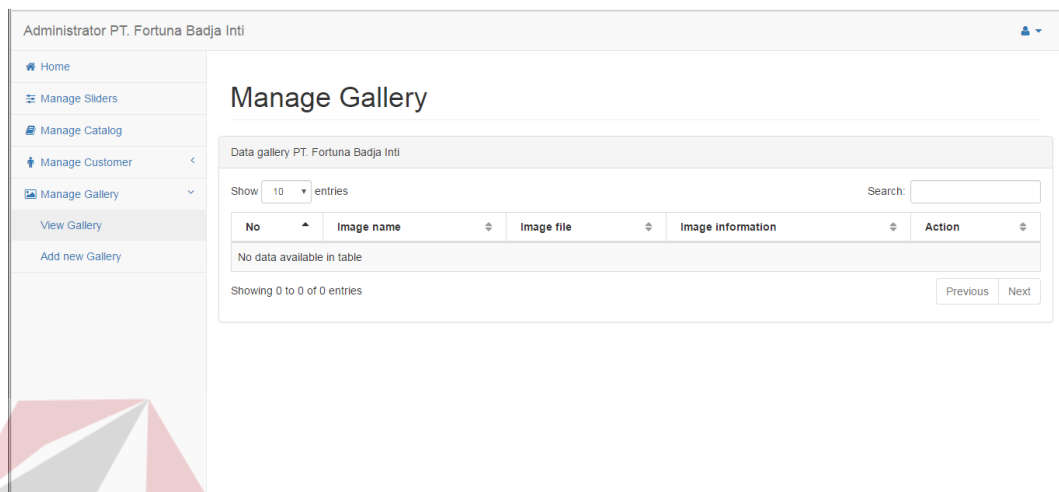 Administrator PT. Fortuna Badja Inti
Home
Manage Sliders
Manage Catalog
Manage Customer
Manage Gallery
View Gallery
Add new Gallery
Manage Gallery
Data gallery PT. Fortuna Badja Inti
Show 10 entries Search:
No Image name Image file Image information Action
No data available in table
Showing 0 to 0 of 0 entries Previous Next